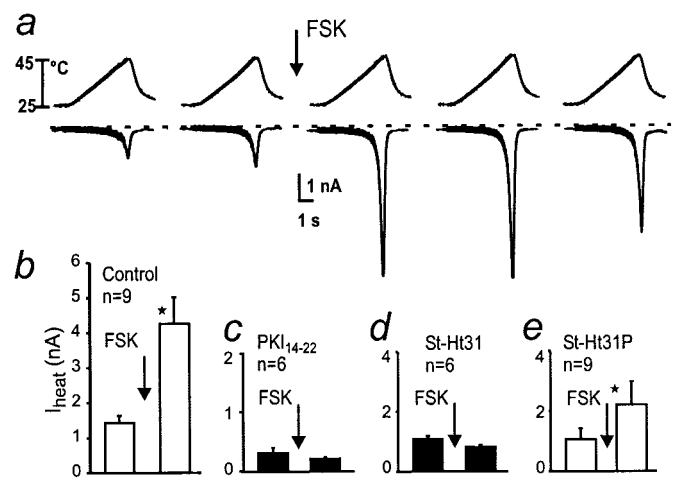 a
FSK
45
°C
25
1 nA
1 s
b
6
5
4
3
2
1
0
I heat (nA)
Control
n=9
FSK
★
c
PKI14-22
n=6
FSK
2
1
0
d
St-Ht31
n=6
FSK
4
2
0
e
St-Ht31P
n=9
FSK
★
4
2
0